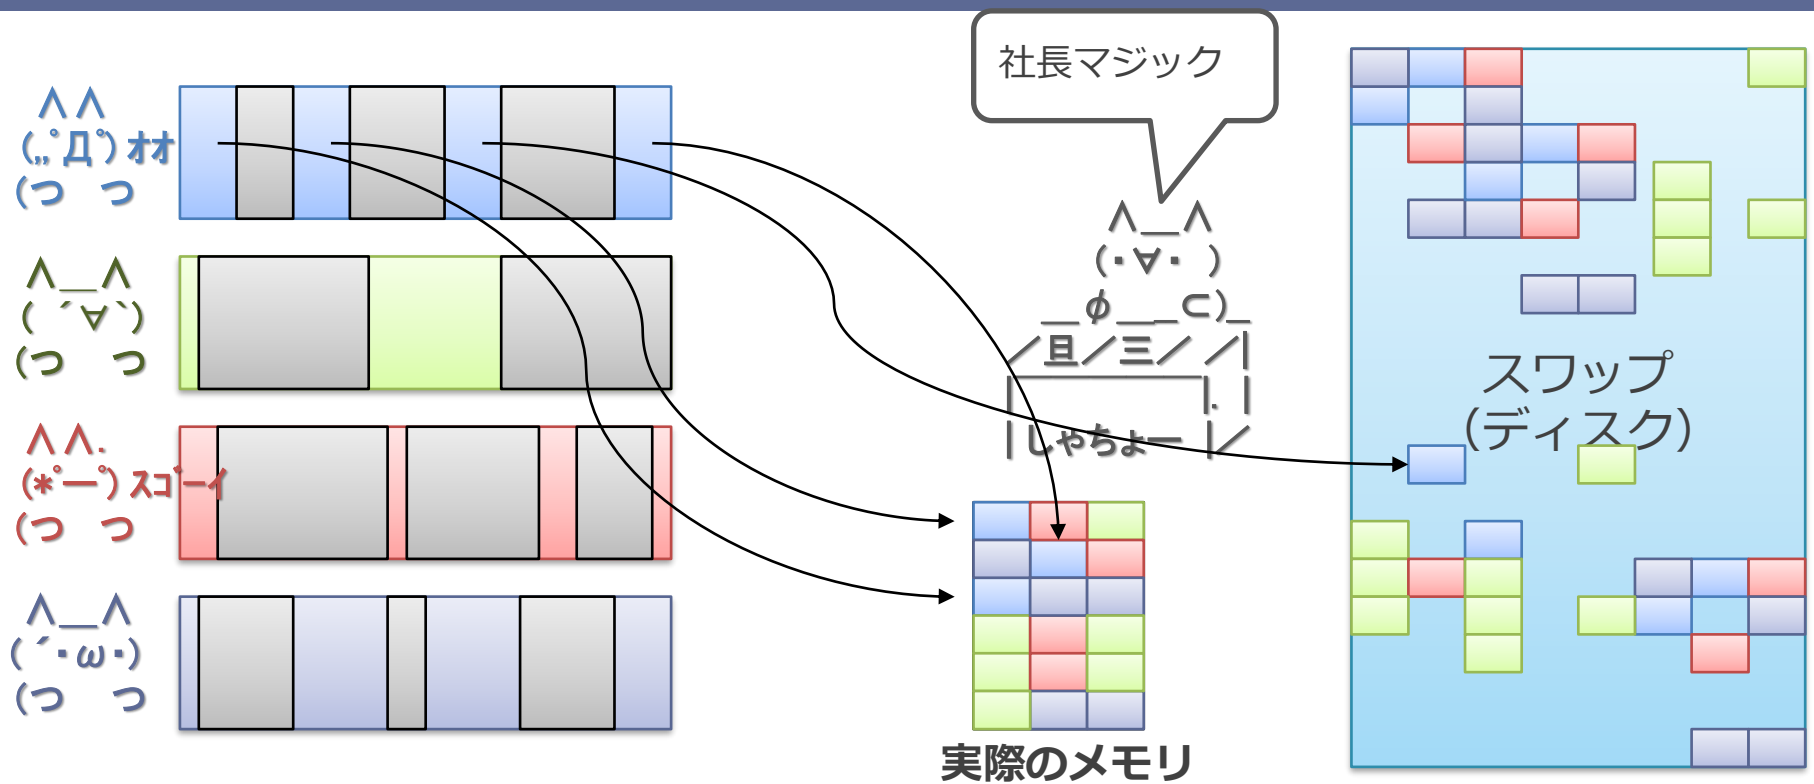 社長マジック
∧∧
(,,ﾟДﾟ) ｵｵ
(つ　つ
∧＿∧
( ´∀`)
(つ　つ
∧∧.
(*ﾟーﾟ) ｽｺﾞｰｲ
(つ　つ
∧＿∧
(´・ω・)
(つ　つ
∧＿∧
(・∀・ )
＿φ＿＿⊂)＿
／旦／三／ ／|
|￣￣￣￣￣|. |
|しゃちょー |／
実際のメモリ
スワップ
(ディスク)